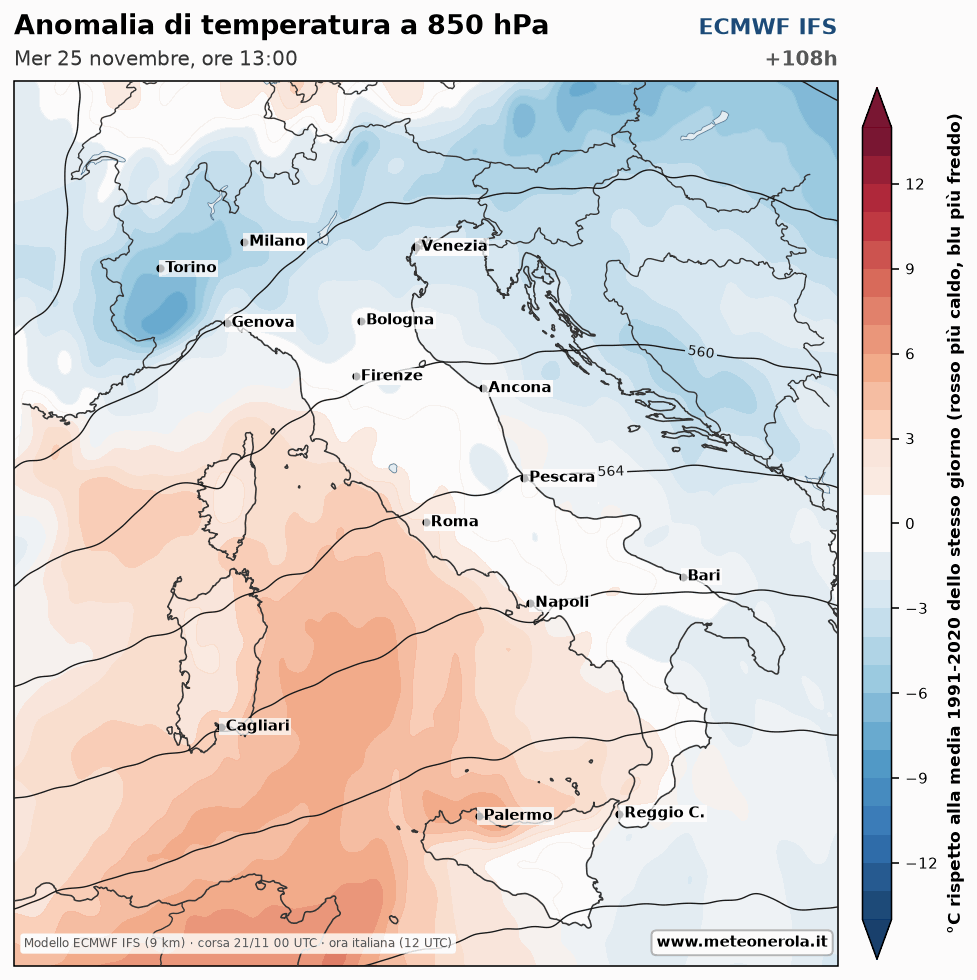 Anomalia di temperatura a 850 hPa
ECMWF IFS
Mer 25 novembre, ore 13:00
+108h
Milano
Venezia
Torino
Genova
Bologna
560
Firenze
Ancona
564
Pescara
Roma
Bari
Napoli
Cagliari
Palermo
Reggio C.
Modello ECMWF IFS (9 km) · corsa 21/11 00 UTC · ora italiana (12 UTC)
www.meteonerola.it
12
9
6
3
0
−3
−6
−9
−12
°C rispetto alla media 1991-2020 dello stesso giorno (rosso più caldo, blu più freddo)